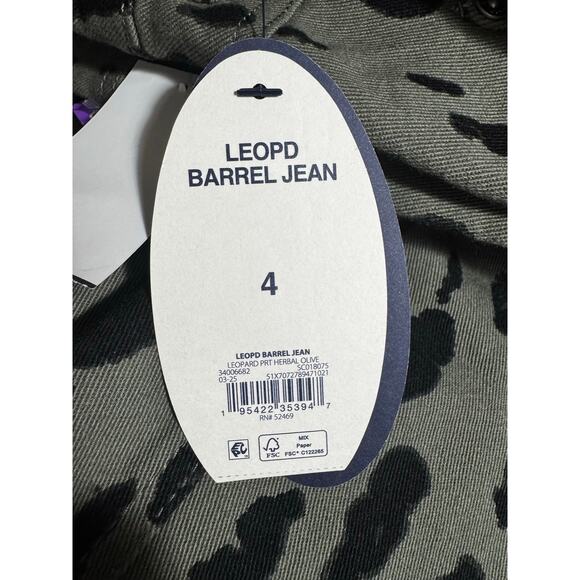 LEOPD
BARREL JEAN
4
LEOPD BARREL JEAN
LEOPARD PRT HERBAL OLIVE
34006682 SC018075
03-25 51X7072789471021
1 95422 35394 7
RN# 52469
FSC
MIX
Paper
FSC® C122265